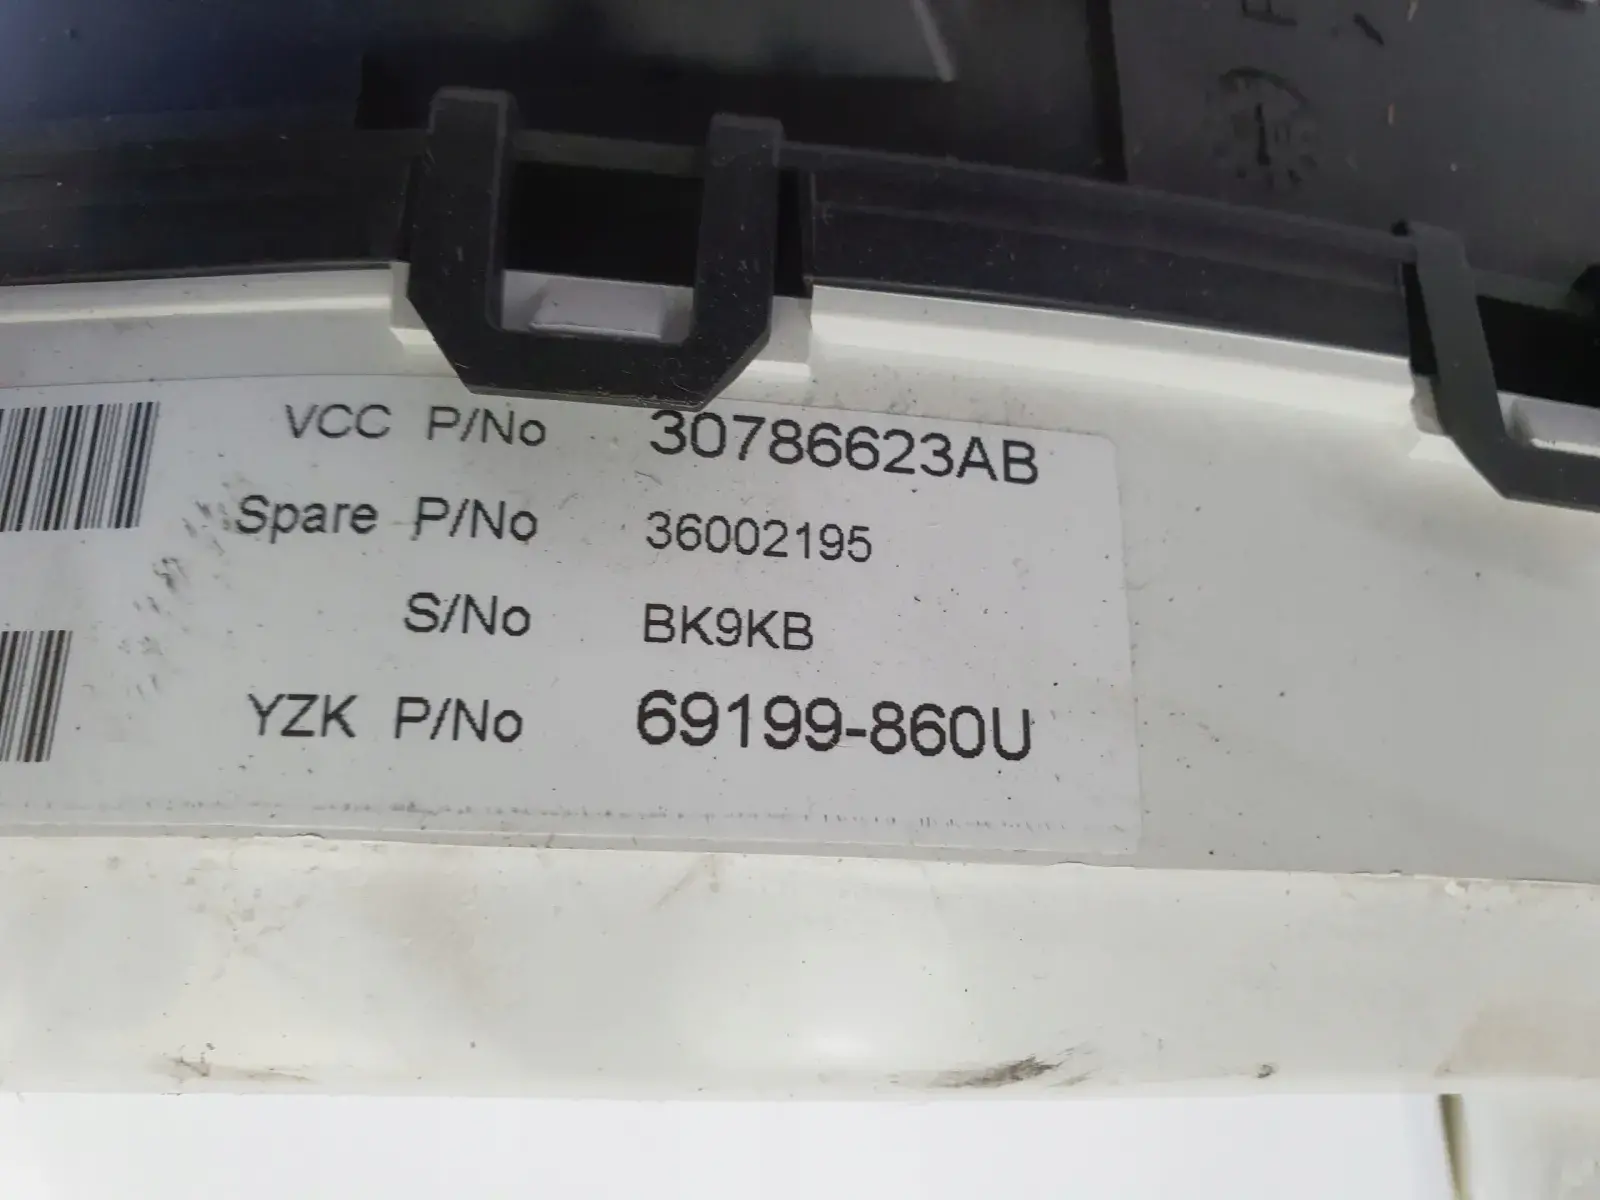 VCC P/No 30786623AB
Spare P/No 36002195
S/No BK9KB
YZK P/No 69199-860U